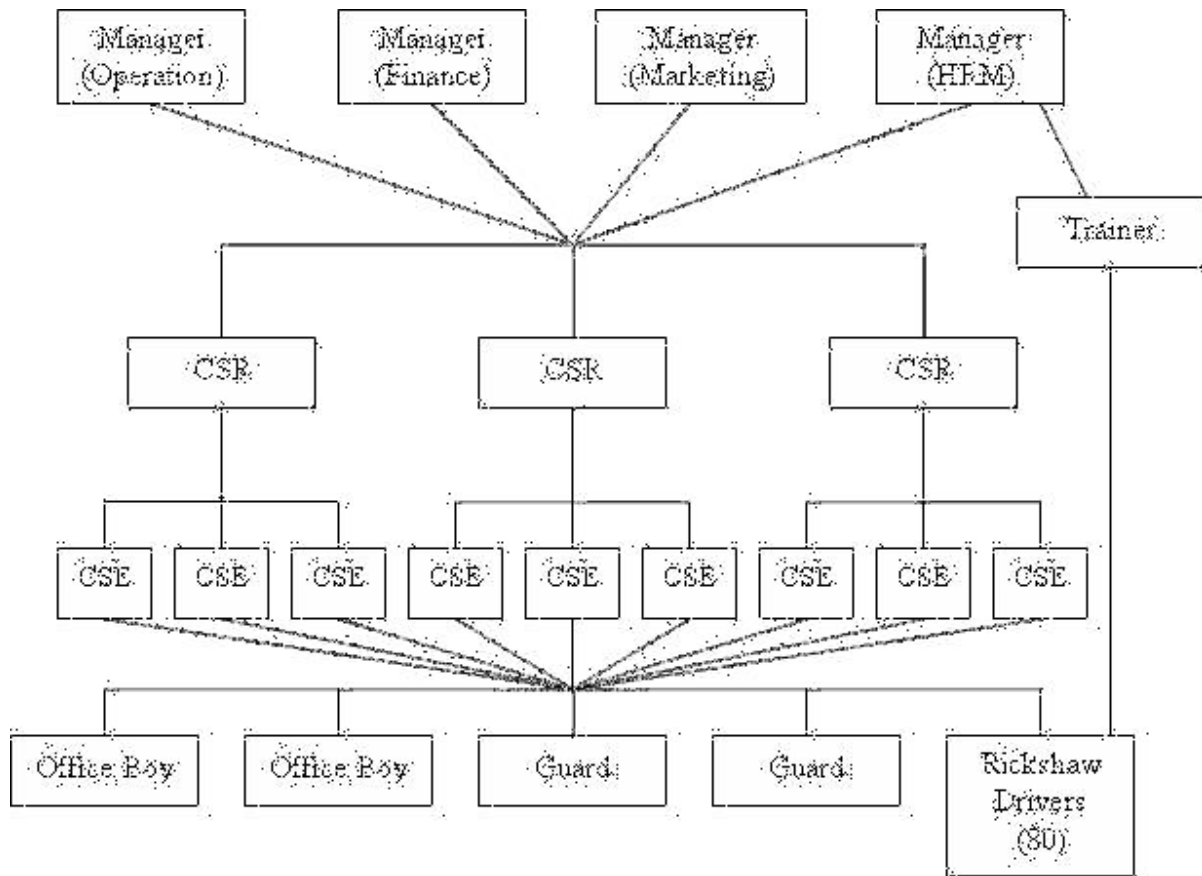 Manager
(Operation)
Manager
(Finance)
Manager
(Marketing)
Manager
(HRM)
Trainer
CSR
CSR
CSR
CSE
CSE
CSE
CSE
CSE
CSE
CSE
CSE
CSE
Office Boy
Office Boy
Guard
Guard
Rickshaw
Drivers
(80)